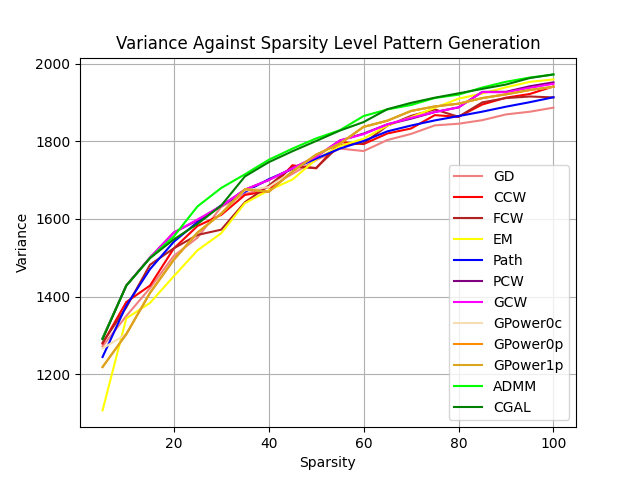 Variance Against Sparsity Level Pattern Generation
2000
1800
1600
1400
1200
Variance
20
40
60
80
100
Sparsity
GD
CCW
FCW
EM
Path
PCW
GCW
GPower0c
GPower0p
GPower1p
ADMM
CGAL